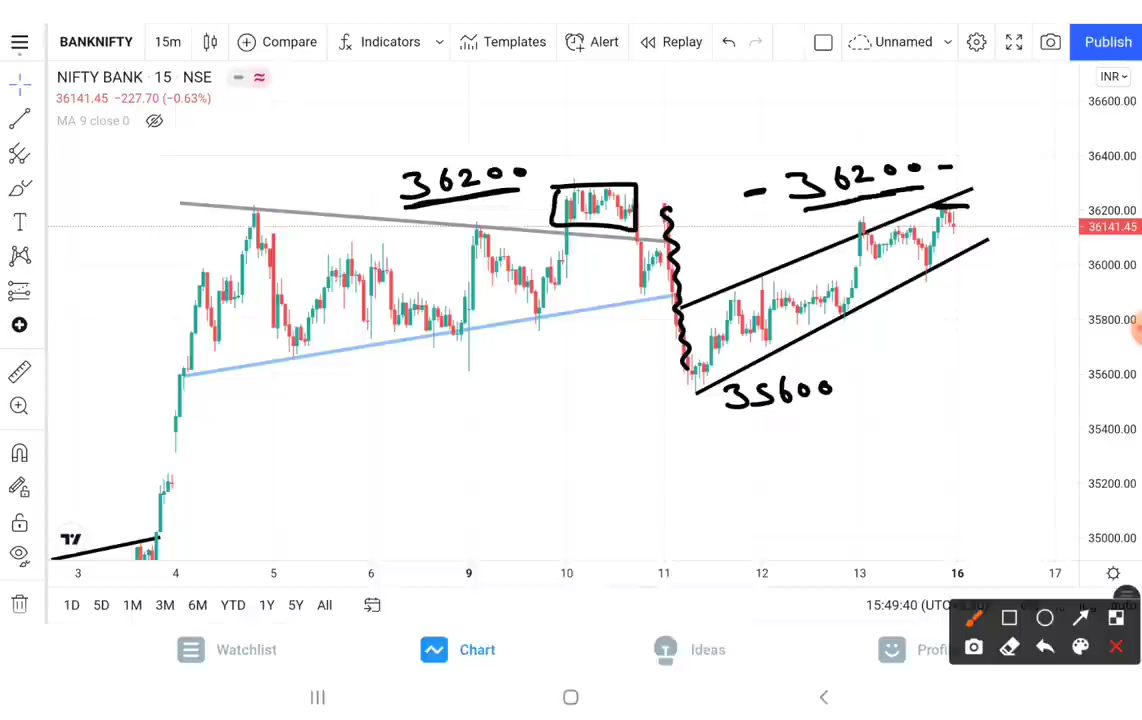 BANKNIFTY 15m Compare Indicators Templates Alert Replay Unnamed Publish
NIFTY BANK · 15 · NSE
INR
36141.45 −227.70 (−0.63%)
MA 9 close 0
36600.00
36400.00
36200.00
36141.45
36000.00
35800.00
35600.00
35400.00
35200.00
35000.00
36200
- 36200 -
35600
3 4 5 6 9 10 11 12 13 16 17
1D 5D 1M 3M 6M YTD 1Y 5Y All 15:49:40 (UTC
Watchlist Chart Ideas